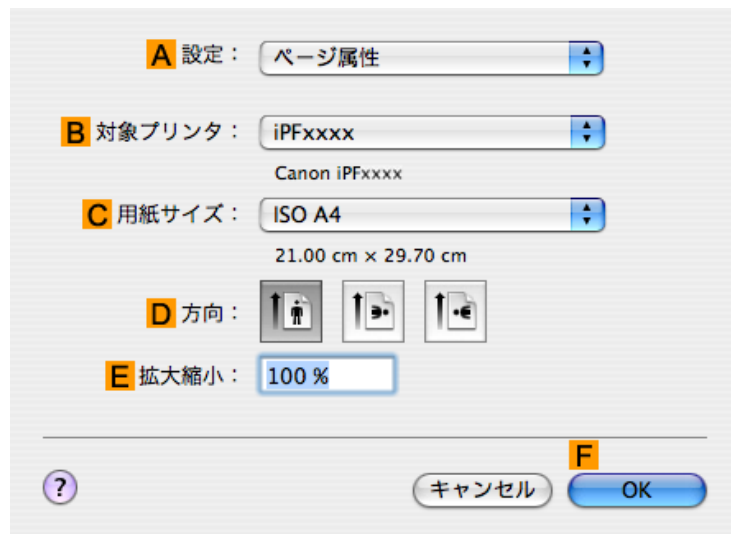 A 設定： ページ属性
B 対象プリンタ： iPFxxxx
Canon iPFxxxx
C 用紙サイズ： ISO A4
21.00 cm × 29.70 cm
D 方向：
E 拡大縮小： 100 %
F
? キャンセル OK